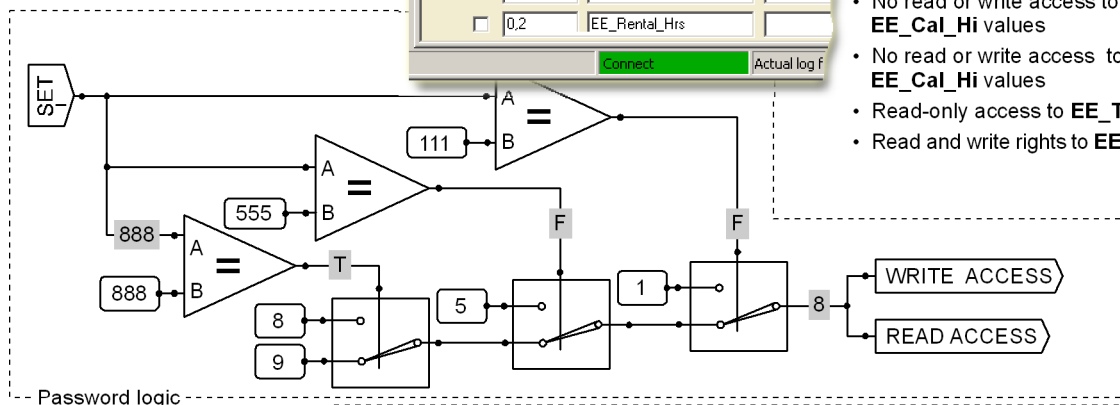 0,2 EE_Rental_Hrs
Connect Actual log f
• No read or write access to
EE_Cal_Hi values
• No read or write access to
EE_Cal_Hi values
• Read-only access to EE_T
• Read and write rights to EE
SET
A
=
111
B
A
=
555
B
F
F
888
A
=
888
B
T
8
9
5
1
8
WRITE ACCESS
READ ACCESS
Password logic